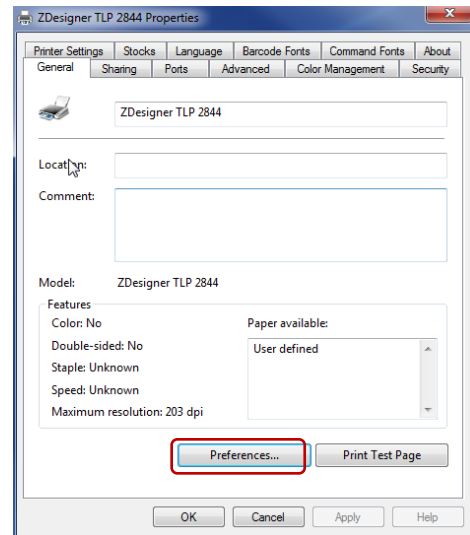 ZDesigner TLP 2844 Properties
Printer Settings Stocks Language Barcode Fonts Command Fonts About
General Sharing Ports Advanced Color Management Security
ZDesigner TLP 2844
Location:
Comment:
Model: ZDesigner TLP 2844
Features
Color: No Paper available:
Double-sided: No User defined
Staple: Unknown
Speed: Unknown
Maximum resolution: 203 dpi
Preferences... Print Test Page
OK Cancel Apply Help